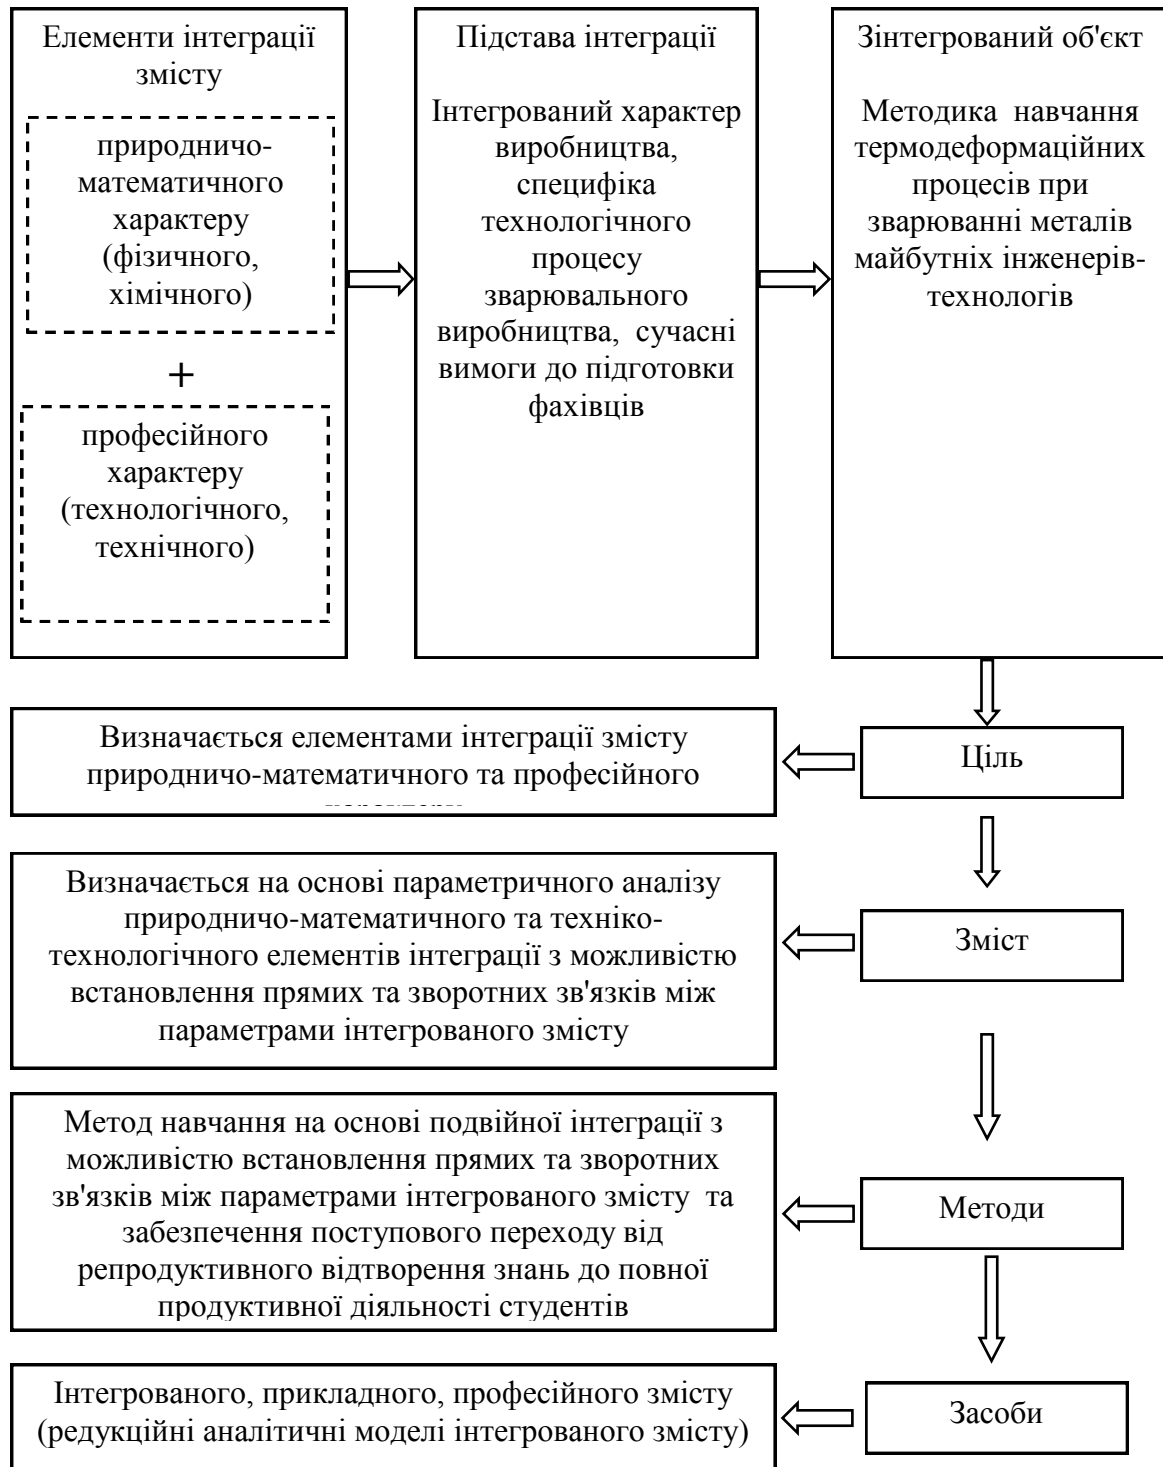 Елементи інтеграції
змісту
природничо-
математичного
характеру
(фізичного,
хімічного)
+
професійного
характеру
(технологічного,
технічного)
Підстава інтеграції
Інтегрований характер
виробництва,
специфіка
технологічного
процесу
зварювального
виробництва, сучасні
вимоги до підготовки
фахівців
Зінтегрований об'єкт
Методика навчання
термодеформаційних
процесів при
зварюванні металів
майбутніх інженерів-
технологів
Визначається елементами інтеграції змісту
природничо-математичного та професійного
Ціль
Визначається на основі параметричного аналізу
природничо-математичного та техніко-
технологічного елементів інтеграції з можливістю
встановлення прямих та зворотних зв'язків між
параметрами інтегрованого змісту
Зміст
Метод навчання на основі подвійної інтеграції з
можливістю встановлення прямих та зворотних
зв'язків між параметрами інтегрованого змісту та
забезпечення поступового переходу від
репродуктивного відтворення знань до повної
продуктивної діяльності студентів
Методи
Інтегрованого, прикладного, професійного змісту
(редукційні аналітичні моделі інтегрованого змісту)
Засоби